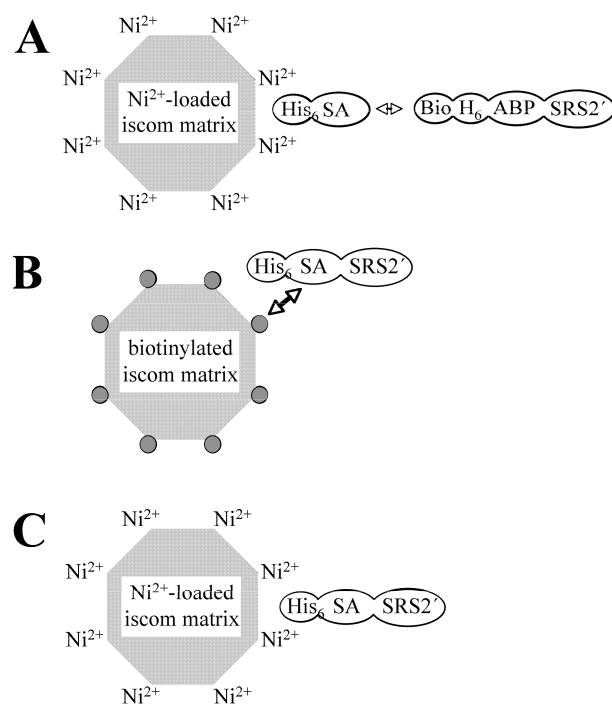 A
Ni²⁺ Ni²⁺
Ni²⁺ Ni²⁺
Ni²⁺-loaded
iscom matrix
His₆ SA Bio H₆ ABP SRS2´
Ni²⁺ Ni²⁺
Ni²⁺ Ni²⁺
B
His₆ SA SRS2´
biotinylated
iscom matrix
C
Ni²⁺ Ni²⁺
Ni²⁺ Ni²⁺
Ni²⁺-loaded
iscom matrix
His₆ SA SRS2´
Ni²⁺ Ni²⁺
Ni²⁺ Ni²⁺